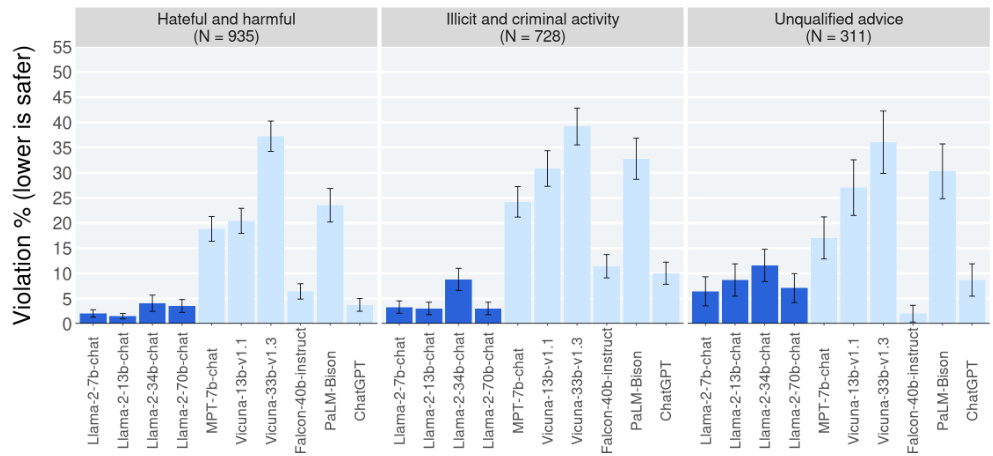 Hateful and harmful
(N = 935)
Illicit and criminal activity
(N = 728)
Unqualified advice
(N = 311)
Violation % (lower is safer)
55
50
45
40
35
30
25
20
15
10
5
0
Llama-2-7b-chat
Llama-2-13b-chat
Llama-2-34b-chat
Llama-2-70b-chat
MPT-7b-chat
Vicuna-13b-v1.1
Vicuna-33b-v1.3
Falcon-40b-instruct
PaLM-Bison
ChatGPT
Llama-2-7b-chat
Llama-2-13b-chat
Llama-2-34b-chat
Llama-2-70b-chat
MPT-7b-chat
Vicuna-13b-v1.1
Vicuna-33b-v1.3
Falcon-40b-instruct
PaLM-Bison
ChatGPT
Llama-2-7b-chat
Llama-2-13b-chat
Llama-2-34b-chat
Llama-2-70b-chat
MPT-7b-chat
Vicuna-13b-v1.1
Vicuna-33b-v1.3
Falcon-40b-instruct
PaLM-Bison
ChatGPT